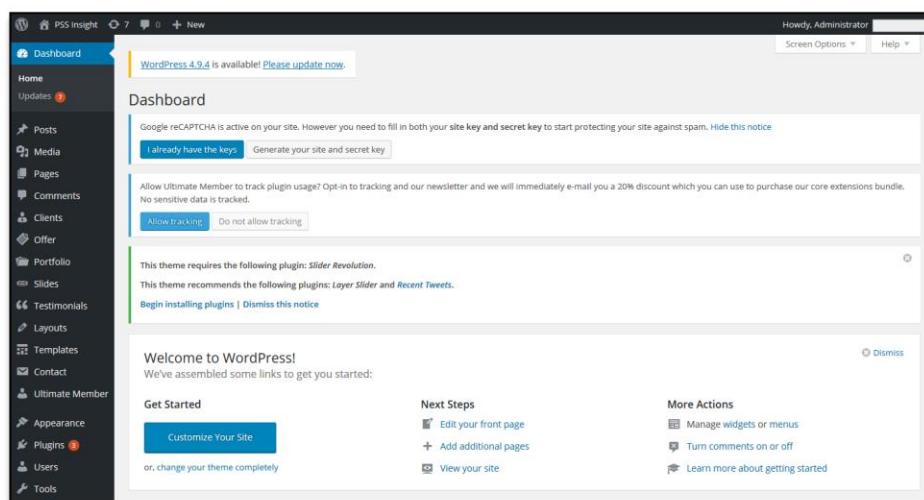 PSS Insight 7 0 + New Howdy, Administrator
Dashboard
Home
Updates 7
Posts
Media
Pages
Comments
Clients
Offer
Portfolio
Slides
Testimonials
Layouts
Templates
Contact
Ultimate Member
Appearance
Plugins 3
Users
Tools
Screen Options Help
WordPress 4.9.4 is available! Please update now.
Dashboard
Google reCAPTCHA is active on your site. However you need to fill in both your site key and secret key to start protecting your site against spam. Hide this notice
I already have the keys Generate your site and secret key
Allow Ultimate Member to track plugin usage? Opt-in to tracking and our newsletter and we will immediately e-mail you a 20% discount which you can use to purchase our core extensions bundle.
No sensitive data is tracked.
Allow tracking Do not allow tracking
This theme requires the following plugin: Slider Revolution.
This theme recommends the following plugins: Layer Slider and Recent Tweets.
Begin installing plugins | Dismiss this notice
Welcome to WordPress! Dismiss
We've assembled some links to get you started:
Get Started
Customize Your Site
or, change your theme completely
Next Steps
Edit your front page
Add additional pages
View your site
More Actions
Manage widgets or menus
Turn comments on or off
Learn more about getting started